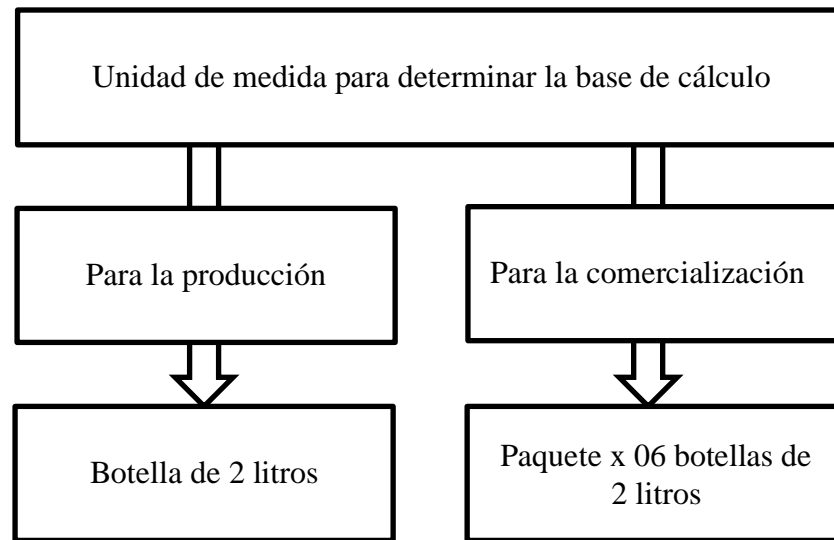 Unidad de medida para determinar la base de cálculo
Para la producción
Para la comercialización
Botella de 2 litros
Paquete x 06 botellas de
2 litros